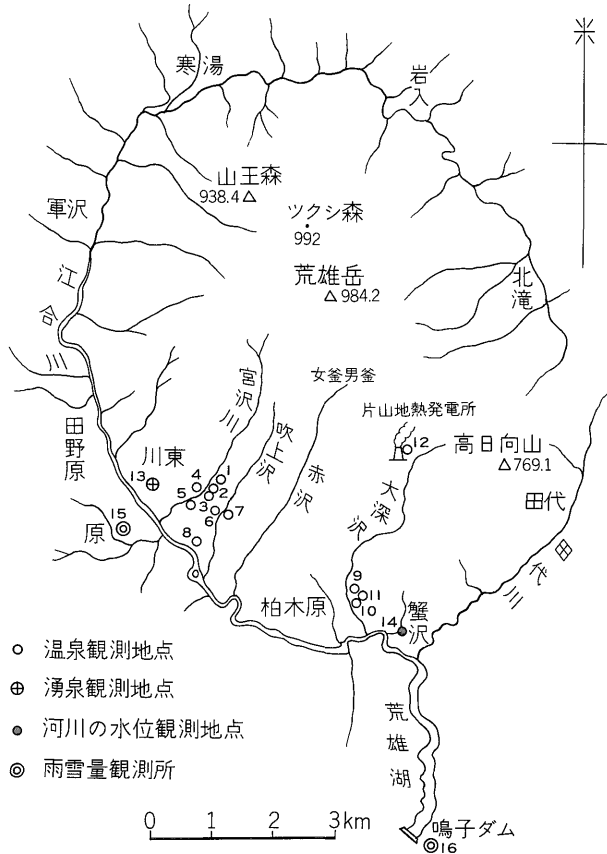 米
寒湯
岩入
山王森
938.4△
ツクシ森
992
軍沢
荒雄岳
△984.2
北滝
江合川
女釜男釜
宮沢川
吹上沢
片山地熱発電所
12
田野原
川東
高日向山
△769.1
赤沢
大深沢
田代
田代川
13
4
1
5
3
2
6
7
15
原
8
9
11
10
柏木原
14
蟹沢
温泉観測地点
湧泉観測地点
河川の水位観測地点
雨雪量観測所
荒雄湖
0 1 2 3km
鳴子ダム
16